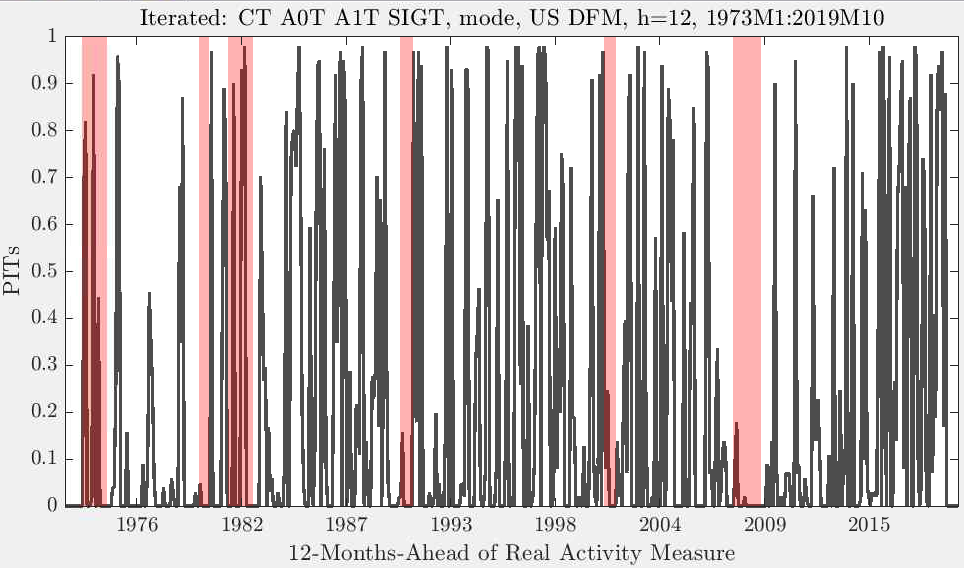 Iterated: CT A0T A1T SIGT, mode, US DFM, h=12, 1973M1:2019M10
1
0.9
0.8
0.7
0.6
0.5
0.4
0.3
0.2
0.1
0
PITs
1976 1982 1987 1993 1998 2004 2009 2015
12-Months-Ahead of Real Activity Measure